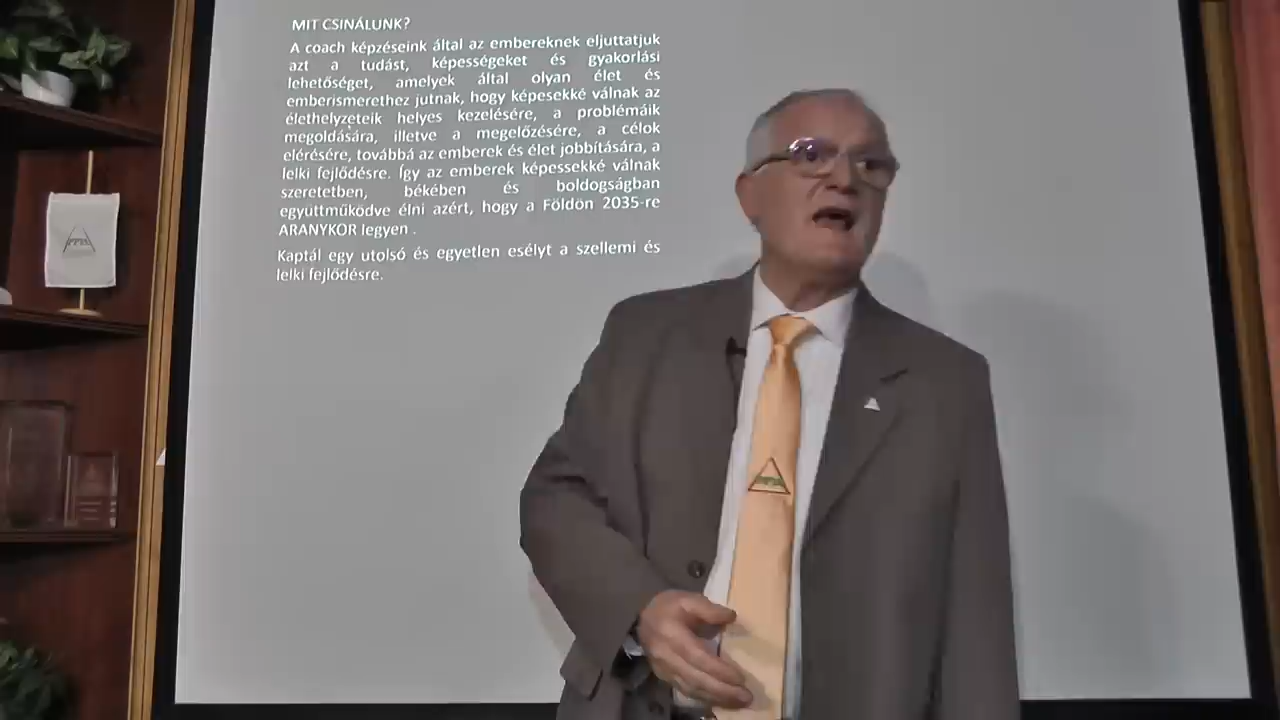 MIT CSINÁLUNK?
A coach képzéseink által az embereknek eljuttatjuk
azt a tudást, képességeket és gyakorlási
lehetőséget, amelyek által olyan élet és
emberismerethez jutnak, hogy képesekké válnak az
élethelyzeteik helyes kezelésére, a problémáik
megoldására, illetve a megelőzésére, a célok
elérésére, továbbá az emberek és élet jobbítására, a
lelki fejlődésre. Így az emberek képessekké válnak
szeretetben, békében és boldogságban
együttműködve élni azért, hogy a Földön 2035-re
ARANYKOR legyen .
Kaptál egy utolsó és egyetlen esélyt a szellemi és
lelki fejlődésre.